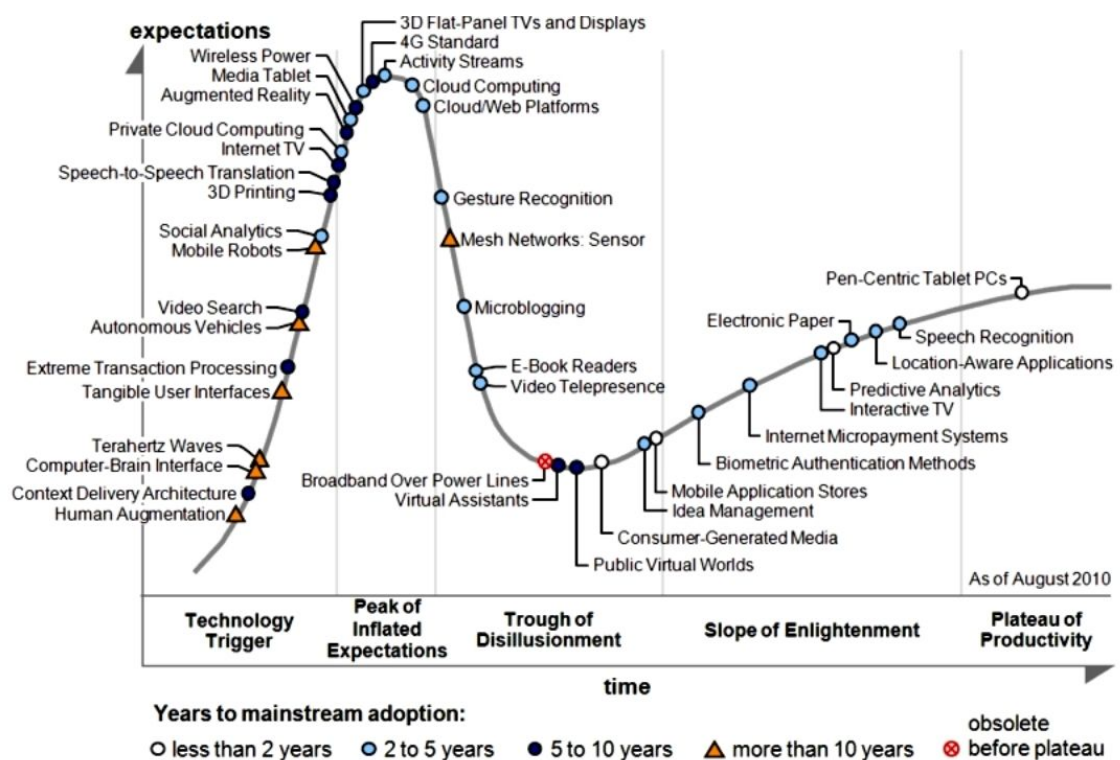 expectations
3D Flat-Panel TVs and Displays
4G Standard
Activity Streams
Wireless Power
Media Tablet
Augmented Reality
Cloud Computing
Cloud/Web Platforms
Private Cloud Computing
Internet TV
Speech-to-Speech Translation
3D Printing
Gesture Recognition
Social Analytics
Mobile Robots
Mesh Networks: Sensor
Video Search
Autonomous Vehicles
Microblogging
Extreme Transaction Processing
Tangible User Interfaces
E-Book Readers
Video Telepresence
Terahertz Waves
Computer-Brain Interface
Context Delivery Architecture
Human Augmentation
Broadband Over Power Lines
Virtual Assistants
Pen-Centric Tablet PCs
Electronic Paper
Speech Recognition
Location-Aware Applications
Predictive Analytics
Interactive TV
Internet Micropayment Systems
Biometric Authentication Methods
Mobile Application Stores
Idea Management
Consumer-Generated Media
Public Virtual Worlds
As of August 2010
Technology
Trigger
Peak of
Inflated
Expectations
Trough of
Disillusionment
Slope of Enlightenment
Plateau of
Productivity
time
Years to mainstream adoption:
less than 2 years
2 to 5 years
5 to 10 years
more than 10 years
obsolete
before plateau